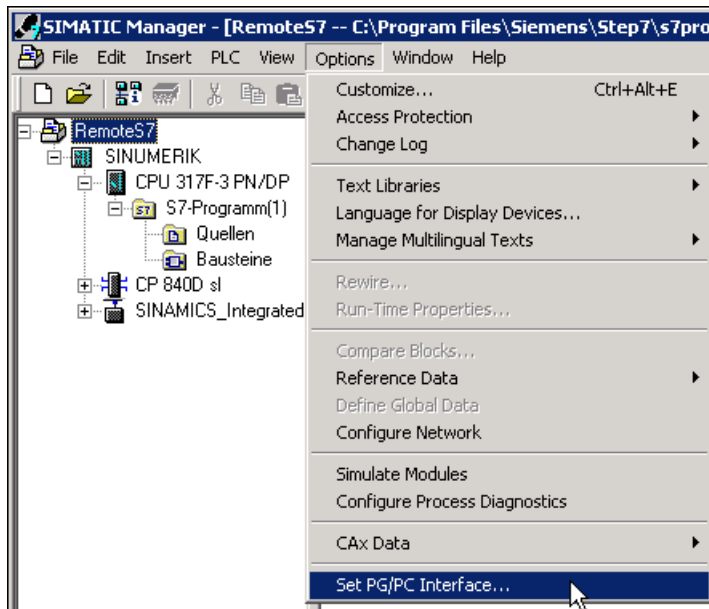 SIMATIC Manager - [RemoteS7 -- C:\Program Files\Siemens\Step7\s7pro
File Edit Insert PLC View Options Window Help
RemoteS7
SINUMERIK
CPU 317F-3 PN/DP
S7-Programm(1)
Quellen
Bausteine
CP 840D sl
SINAMICS_Integrated
Customize... Ctrl+Alt+E
Access Protection
Change Log
Text Libraries
Language for Display Devices...
Manage Multilingual Texts
Rewire...
Run-Time Properties...
Compare Blocks...
Reference Data
Define Global Data
Configure Network
Simulate Modules
Configure Process Diagnostics
CAx Data
Set PG/PC Interface...